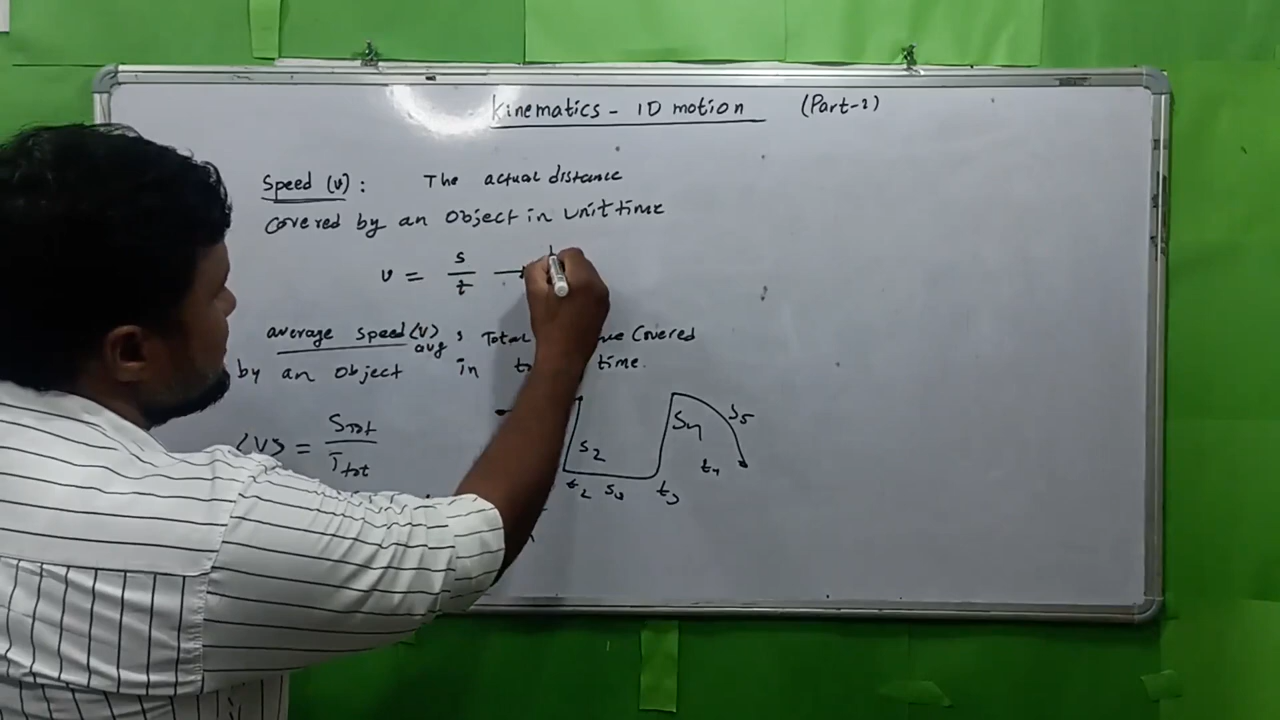 Kinematics - 1D motion (Part-2)
Speed (v): The actual distance
covered by an object in unit time
v = s/t →
average speed (v)avg : Total Covered
by an object in time.
⟨v⟩ = Stot/Ttot
S2 S4 S5
t2 t3 t4